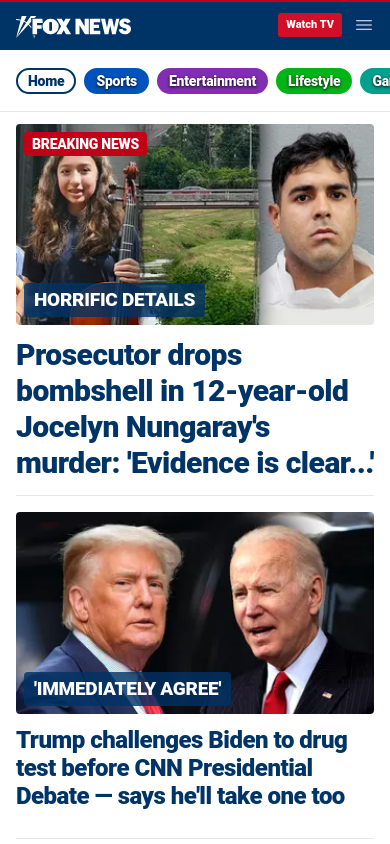 FOX NEWS
Watch TV
Home
Sports
Entertainment
Lifestyle
Ga
BREAKING NEWS
HORRIFIC DETAILS
Prosecutor drops
bombshell in 12-year-old
Jocelyn Nungaray's
murder: 'Evidence is clear...'
'IMMEDIATELY AGREE'
Trump challenges Biden to drug
test before CNN Presidential
Debate — says he'll take one too